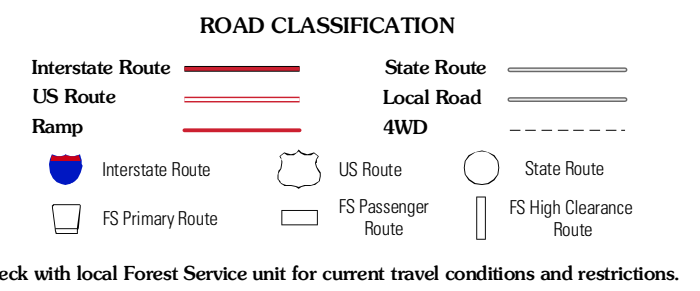 ROAD CLASSIFICATION
Interstate Route State Route
US Route Local Road
Ramp 4WD
Interstate Route US Route State Route
FS Primary Route FS Passenger Route FS High Clearance Route
eck with local Forest Service unit for current travel conditions and restrictions.